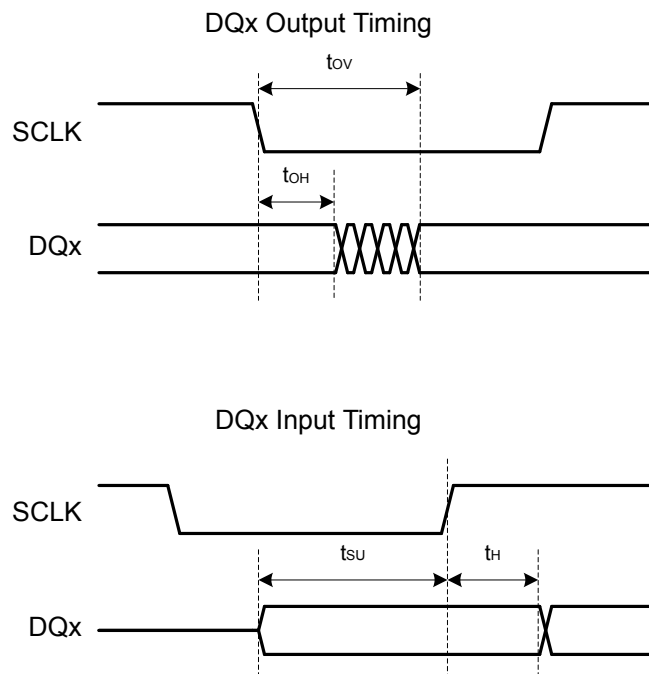 DQx Output Timing
tOV
SCLK
tOH
DQx
DQx Input Timing
SCLK
tSU
tH
DQx